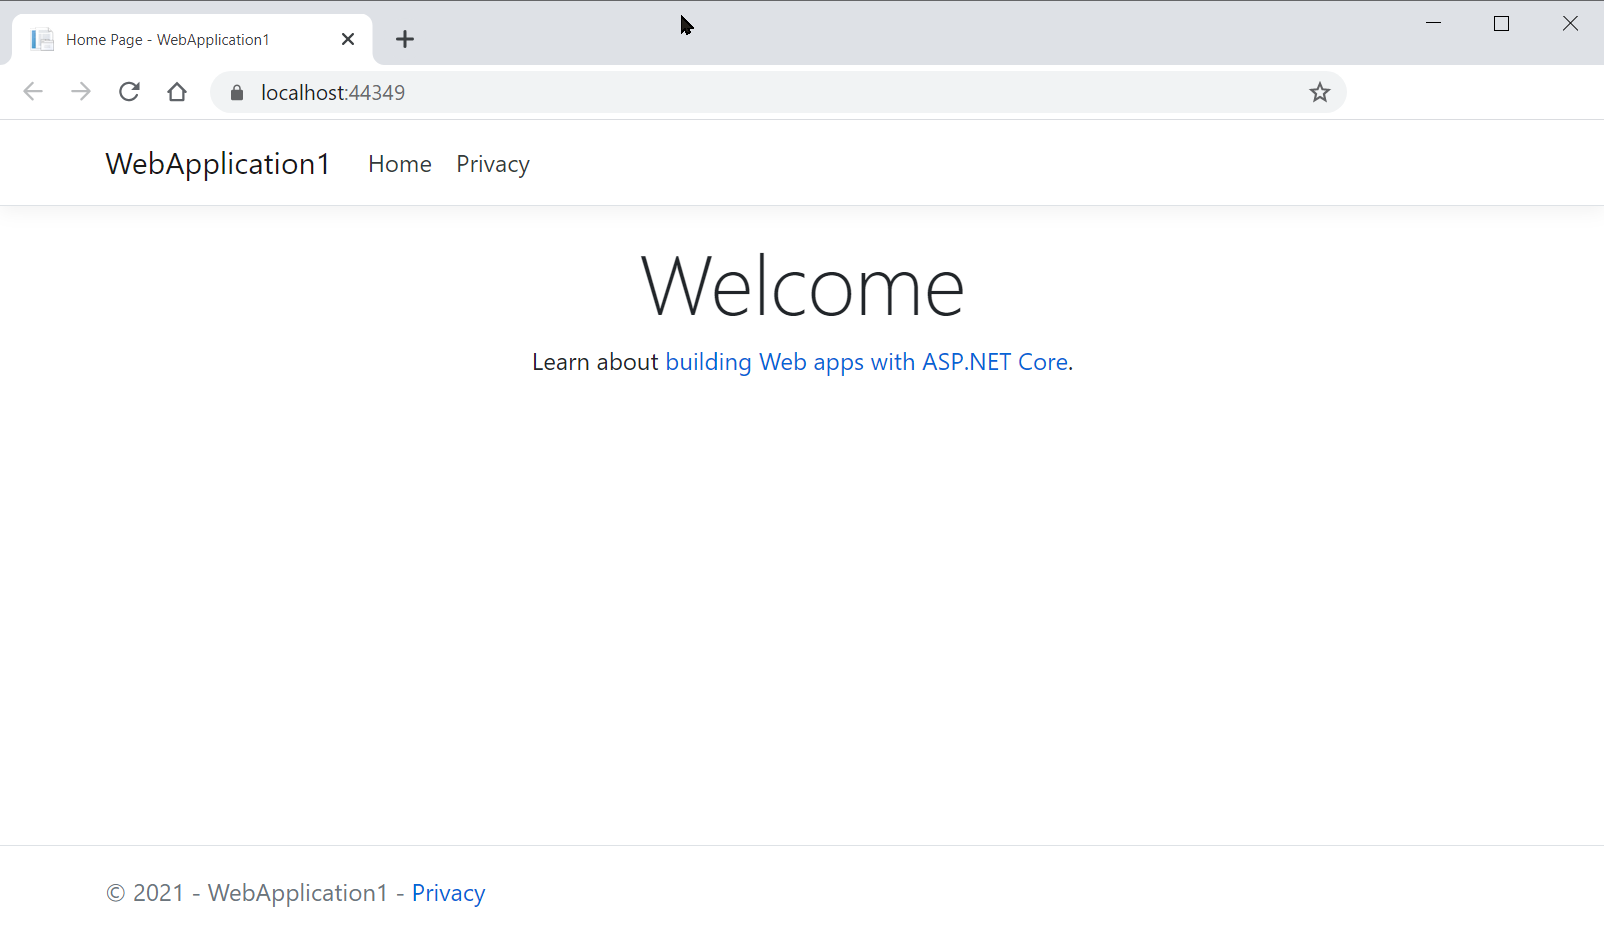 Home Page - WebApplication1
localhost:44349
WebApplication1 Home Privacy
Welcome
Learn about building Web apps with ASP.NET Core.
© 2021 - WebApplication1 - Privacy